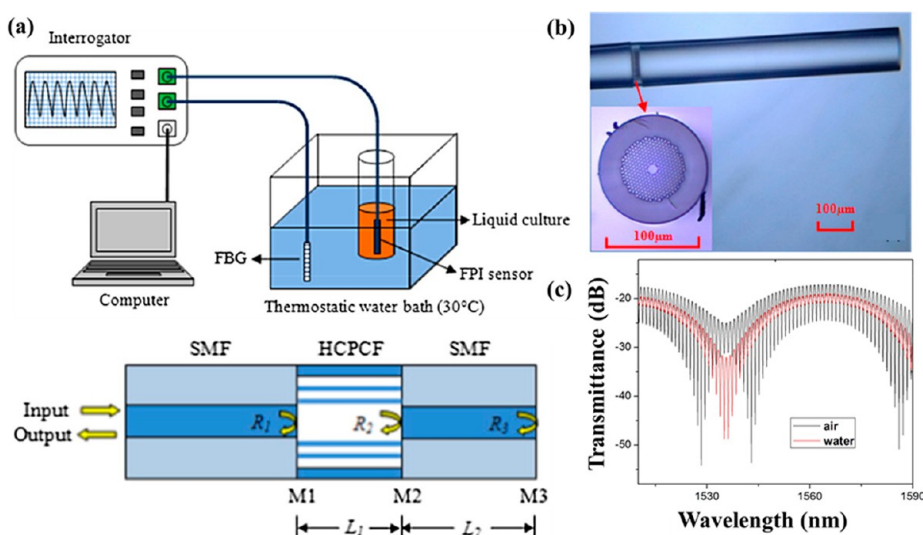 (a)
Interrogator
Computer
FBG
Liquid culture
FPI sensor
Thermostatic water bath (30°C)
SMF
HCPCF
SMF
Input
Output
R1
R2
R3
M1
M2
M3
L1
L2
(b)
100μm
100μm
(c)
Transmittance (dB)
-20
-30
-40
-50
air
water
1530
1560
1590
Wavelength (nm)